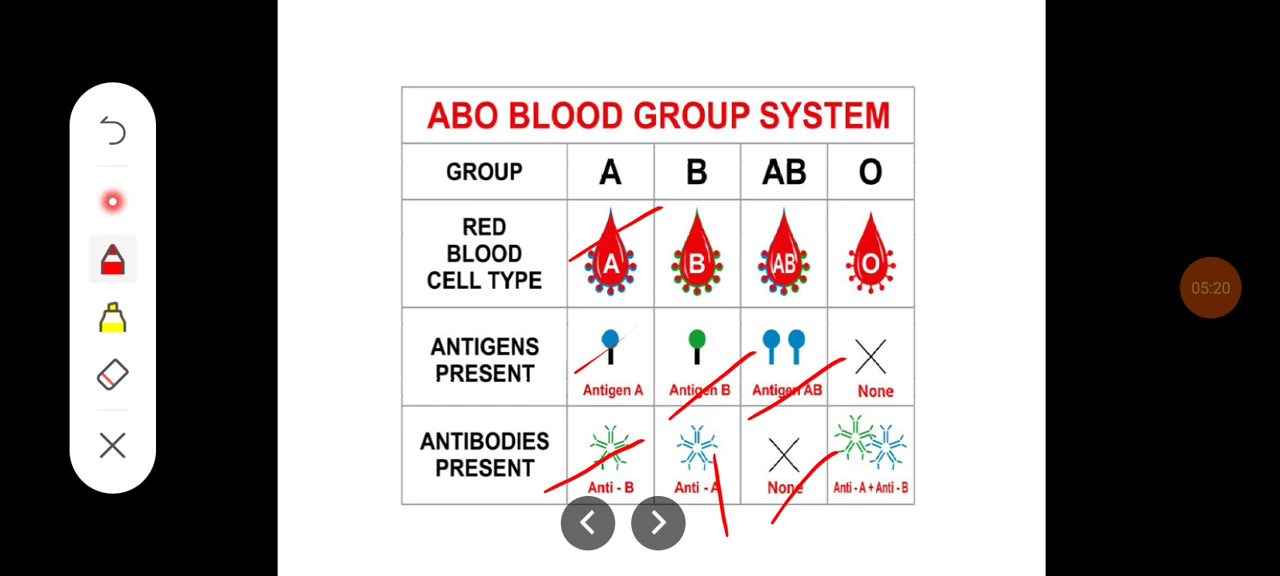 ABO BLOOD GROUP SYSTEM
GROUP A B AB O
RED
BLOOD
CELL TYPE
A B AB O
ANTIGENS
PRESENT
Antigen A Antigen B Antigen AB None
ANTIBODIES
PRESENT
Anti - B Anti - A None Anti - A + Anti - B
05:20